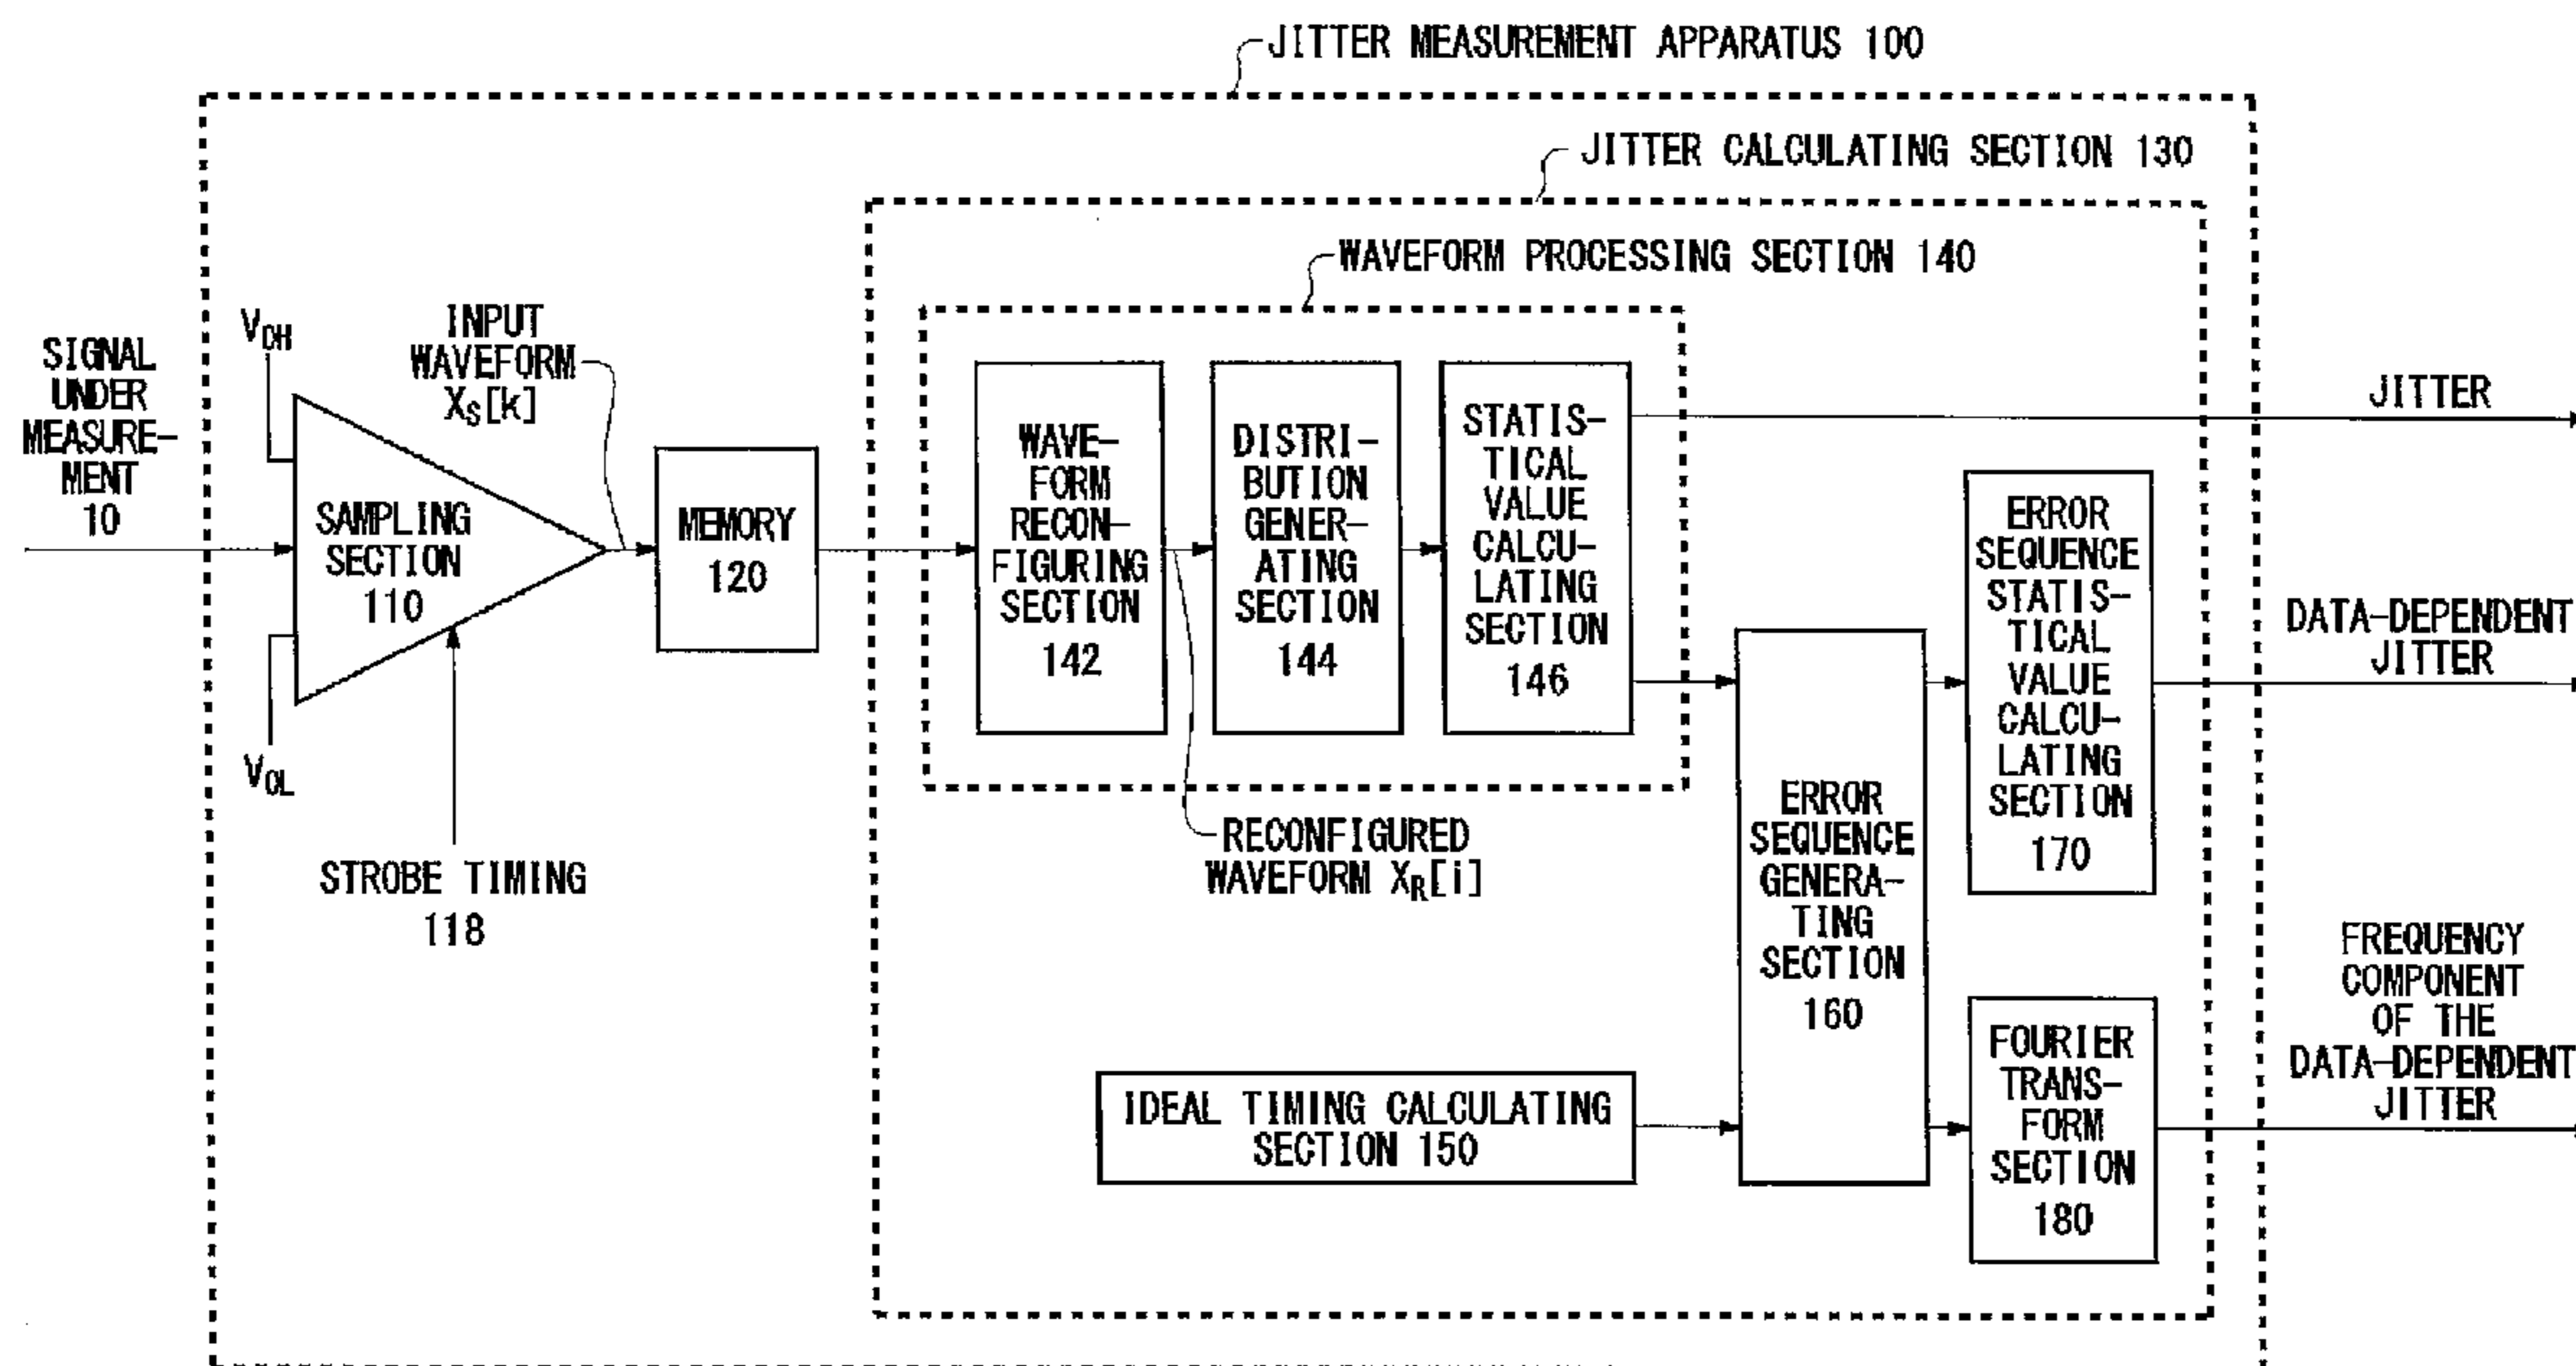 JITTER MEASUREMENT APPARATUS 100
JITTER CALCULATING SECTION 130
WAVEFORM PROCESSING SECTION 140
SIGNAL
UNDER
MEASURE-
MENT
10
VOH
VOL
SAMPLING
SECTION
110
STROBE TIMING
118
INPUT
WAVEFORM
XS[k]
MEMORY
120
WAVE-
FORM
RECON-
FIGURING
SECTION
142
RECONFIGURED
WAVEFORM XR[i]
DISTRI-
BUTION
GENER-
ATING
SECTION
144
STATIS-
TICAL
VALUE
CALCU-
LATING
SECTION
146
IDEAL TIMING CALCULATING
SECTION 150
ERROR
SEQUENCE
GENERA-
TING
SECTION
160
ERROR
SEQUENCE
STATIS-
TICAL
VALUE
CALCU-
LATING
SECTION
170
FOURIER
TRANS-
FORM
SECTION
180
JITTER
DATA-DEPENDENT
JITTER
FREQUENCY
COMPONENT
OF THE
DATA-DEPENDENT
JITTER